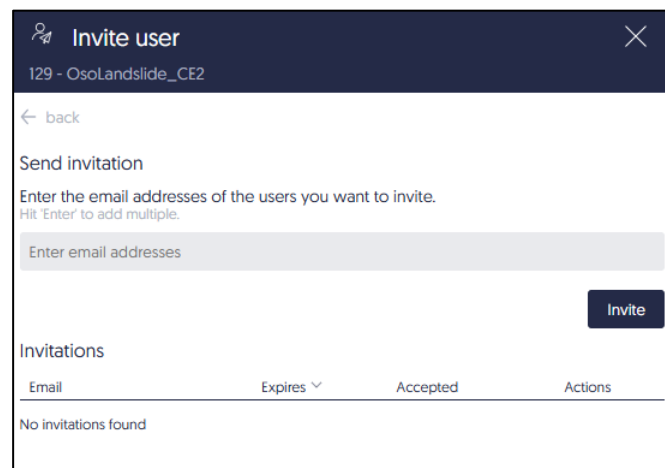 Invite user
129 - OsoLandslide_CE2
back
Send invitation
Enter the email addresses of the users you want to invite.
Hit 'Enter' to add multiple.
Enter email addresses
Invite
Invitations
Email Expires Accepted Actions
No invitations found